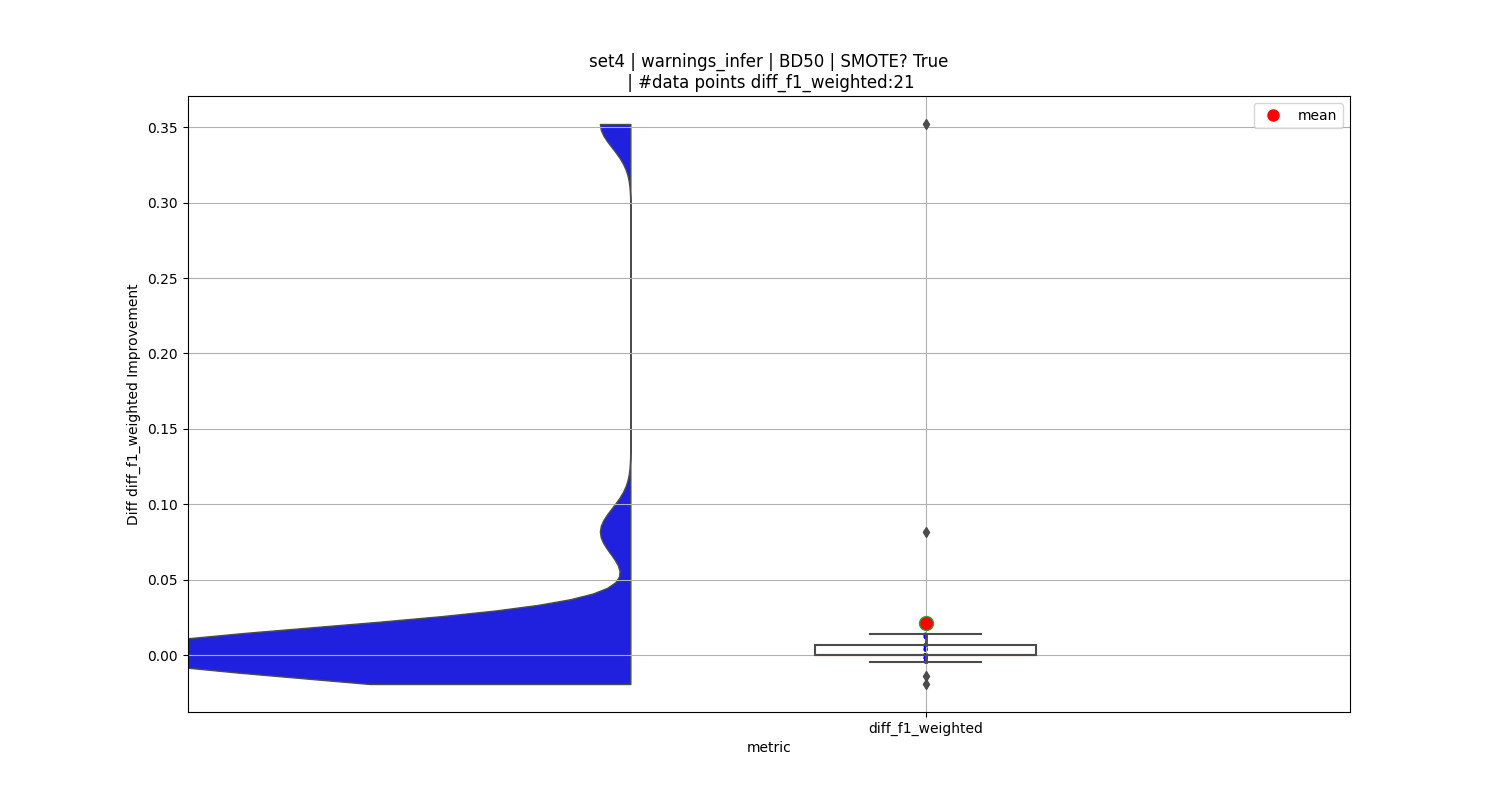 set4 | warnings_infer | BD50 | SMOTE? True
| #data points diff_f1_weighted:21
mean
0.35
0.30
0.25
0.20
0.15
0.10
0.05
0.00
Diff diff_f1_weighted Improvement
diff_f1_weighted
metric